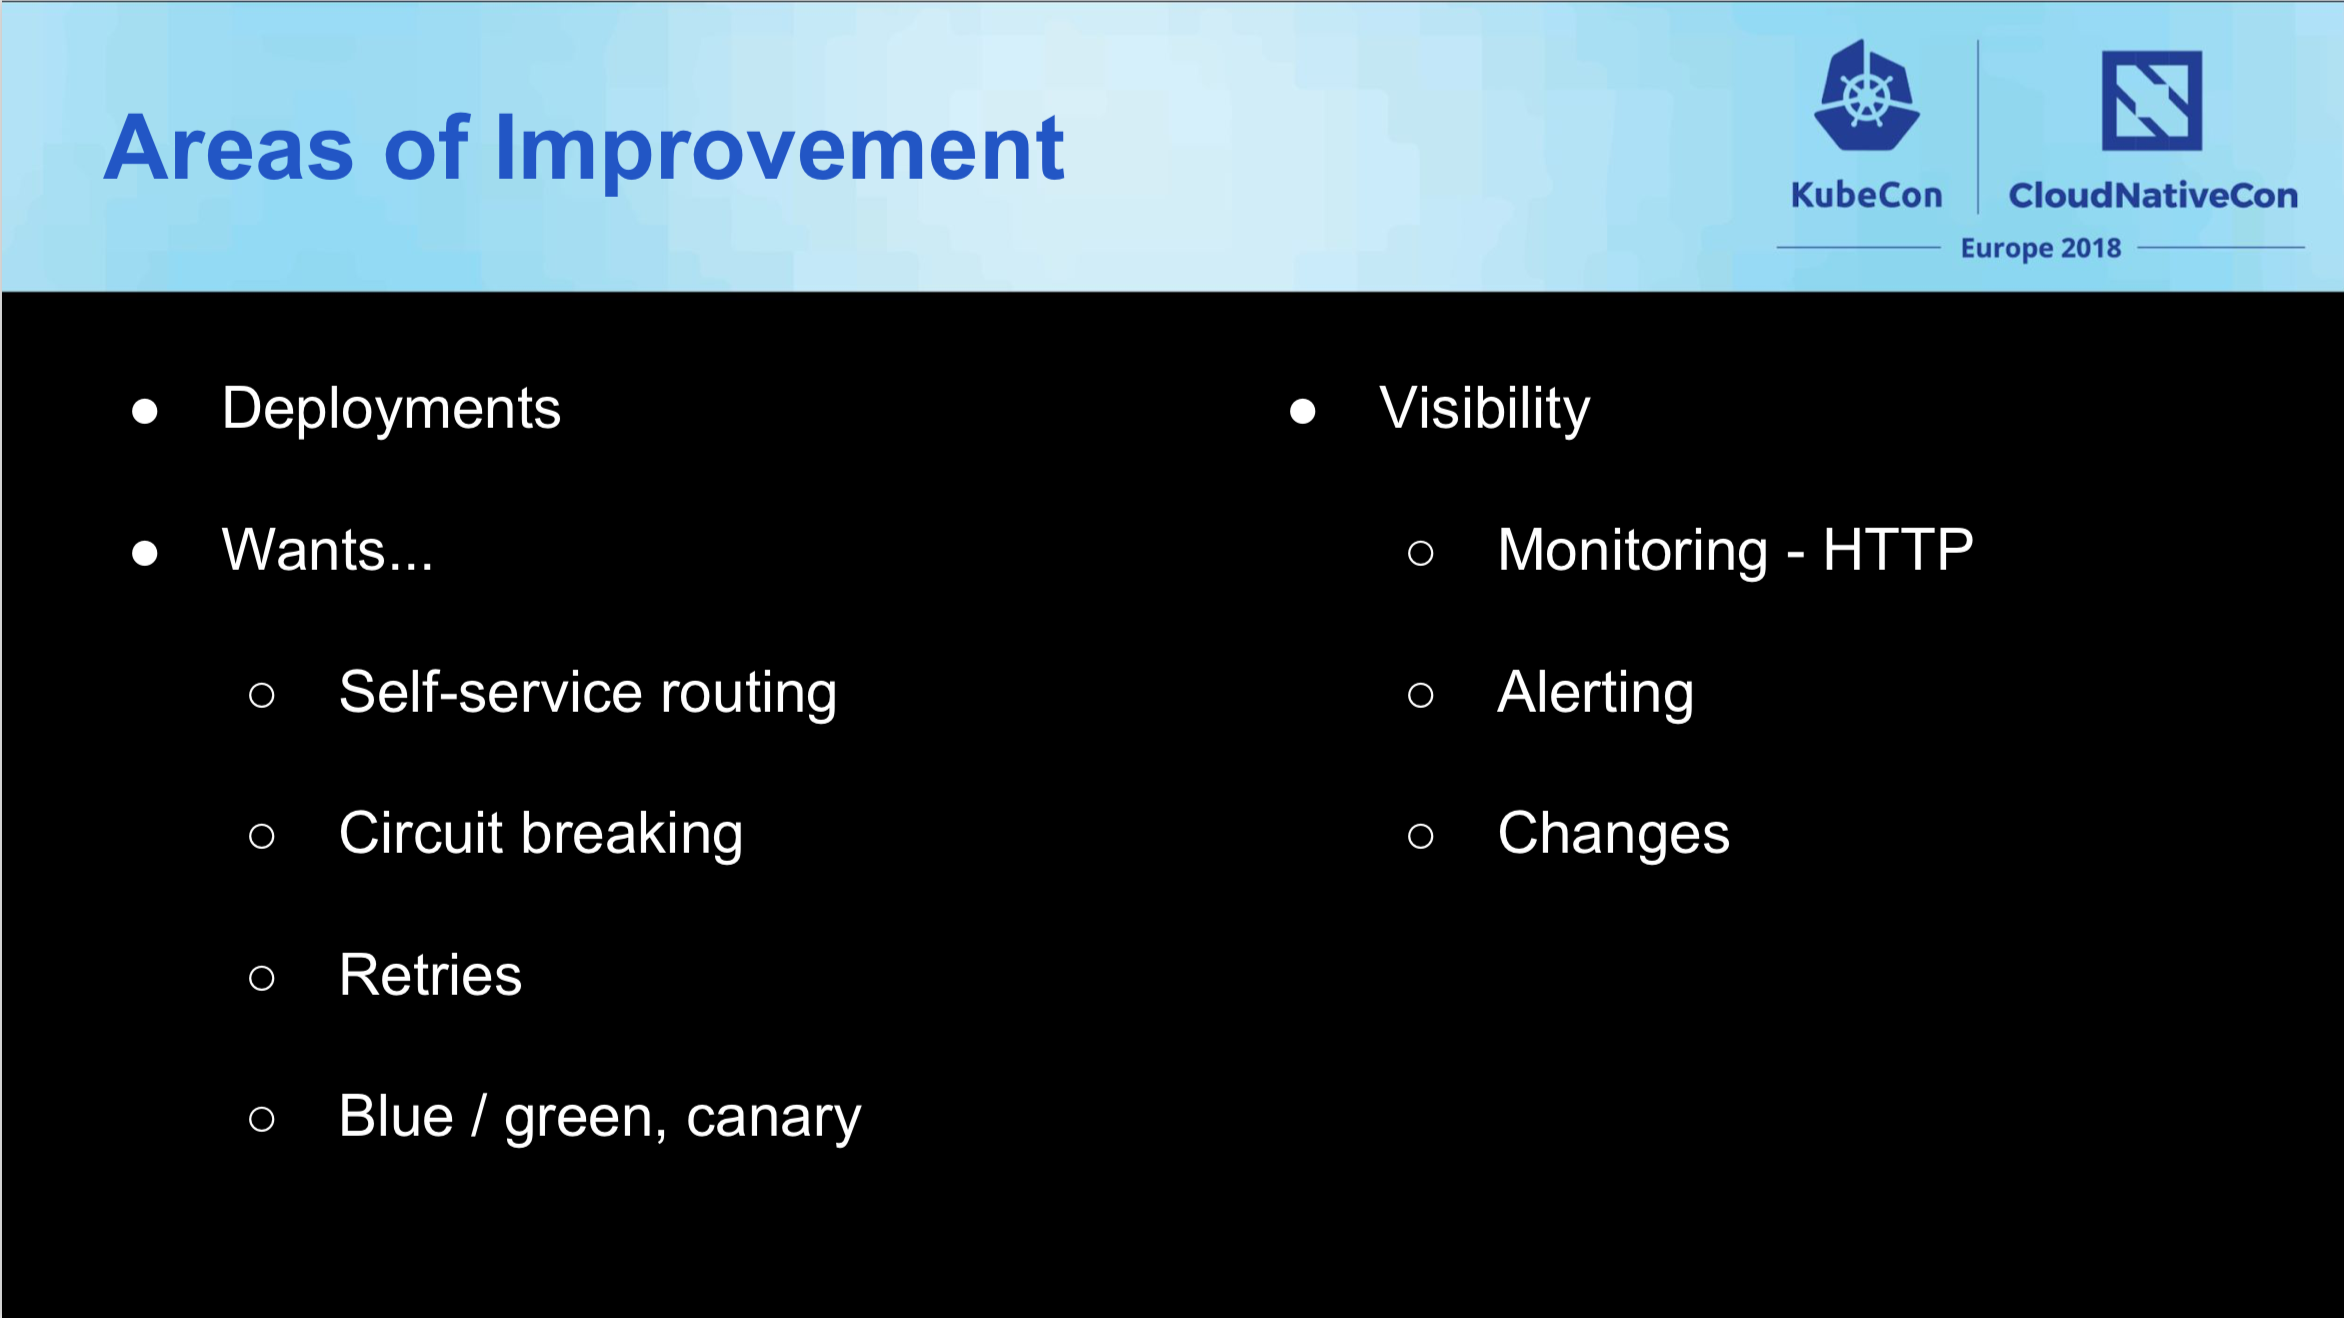 Areas of Improvement
KubeCon
CloudNativeCon
Europe 2018
● Deployments
● Wants...
○ Self-service routing
○ Circuit breaking
○ Retries
○ Blue / green, canary
● Visibility
○ Monitoring - HTTP
○ Alerting
○ Changes